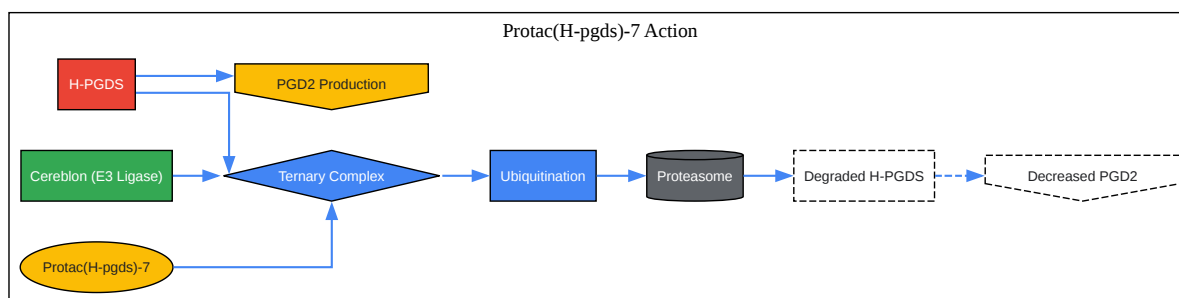 Protac(H-pgds)-7 Action
H-PGDS
PGD2 Production
Cereblon (E3 Ligase)
Ternary Complex
Ubiquitination
Proteasome
Degraded H-PGDS
Decreased PGD2
Protac(H-pgds)-7